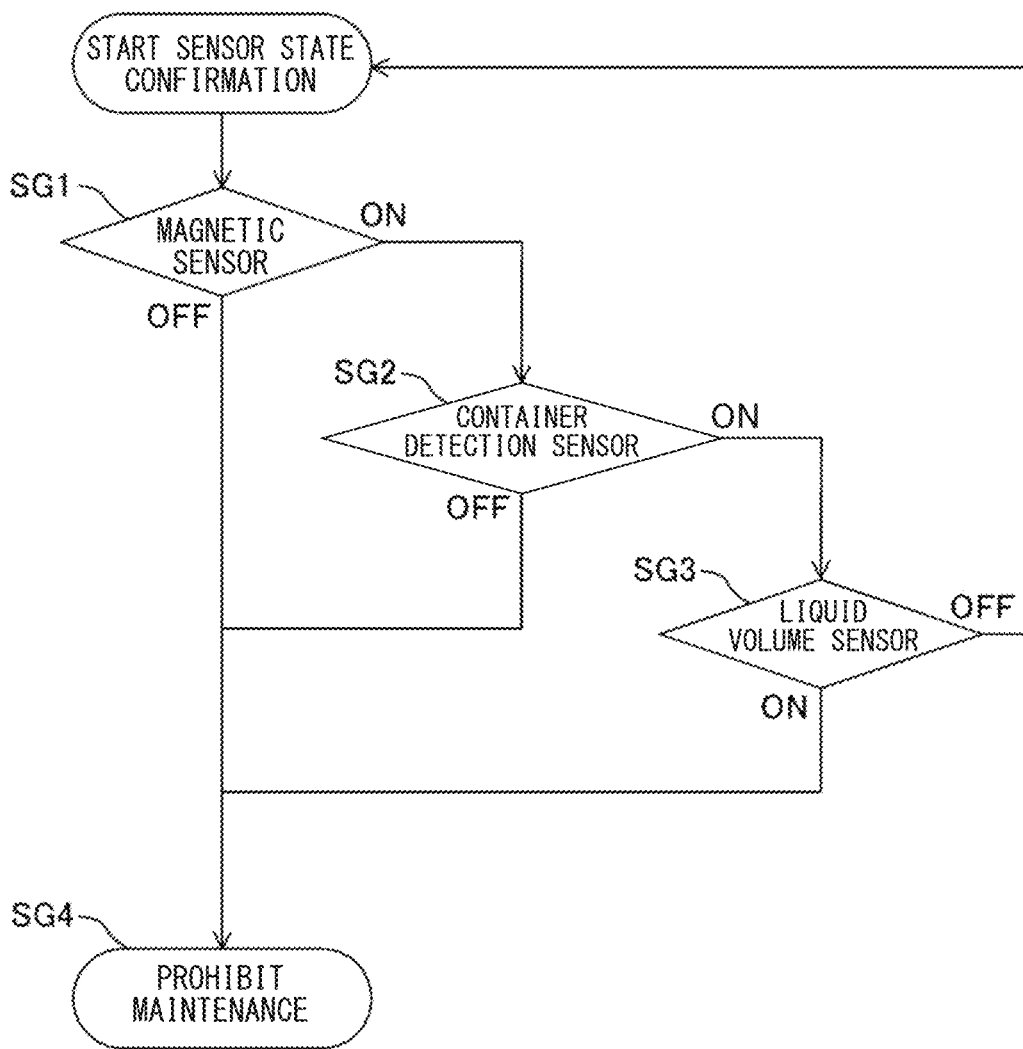 START SENSOR STATE
CONFIRMATION
SG1
MAGNETIC
SENSOR
ON
OFF
SG2
CONTAINER
DETECTION SENSOR
ON
OFF
SG3
LIQUID
VOLUME SENSOR
OFF
ON
SG4
PROHIBIT
MAINTENANCE